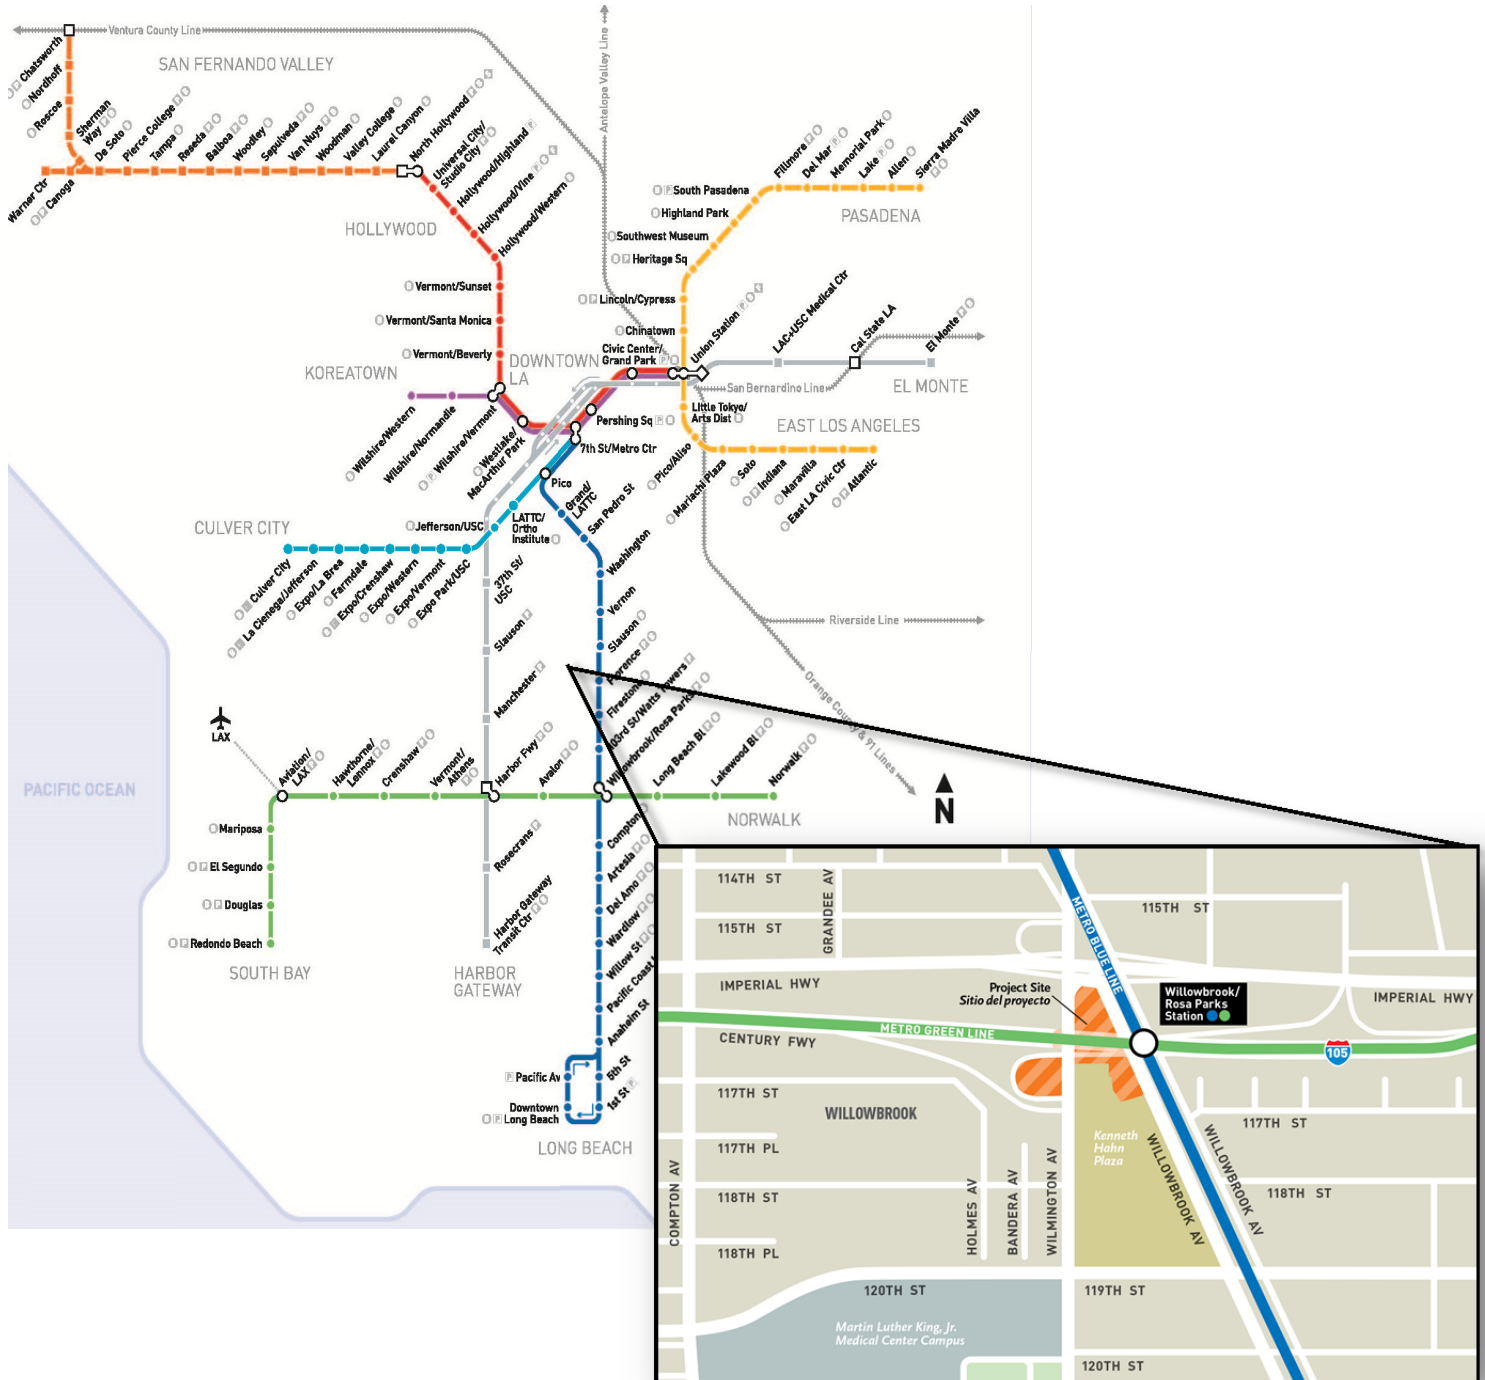 Ventura County Line
Antelope Valley Line
SAN FERNANDO VALLEY
Chatsworth
Nordhoff
Roscoe
Sherman
Way
De Soto
Pierce College
Tampa
Reseda
Balboa
Woodley
Sepulveda
Van Nuys
Woodman
Valley College
Laurel Canyon
North Hollywood
Universal City/
Studio City
Hollywood/Highland
Hollywood/Vine
Hollywood/Western
Warner Ctr
Canoga
HOLLYWOOD
Vermont/Sunset
Vermont/Santa Monica
Vermont/Beverly
KOREATOWN
DOWNTOWN
LA
Wilshire/Western
Wilshire/Normandie
Wilshire/Vermont
Westlake/
MacArthur Park
Fillmore
Del Mar
Memorial Park
Lake
Allen
Sierra Madre Villa
South Pasadena
PASADENA
Highland Park
Southwest Museum
Heritage Sq
Lincoln/Cypress
Chinatown
Civic Center/
Grand Park
Union Station
LAC+USC Medical Ctr
Cal State LA
El Monte
San Bernardino Line
EL MONTE
Pershing Sq
7th St/Metro Ctr
Little Tokyo/
Arts Dist
EAST LOS ANGELES
Pico/Aliso
Mariachi Plaza
Soto
Indiana
Maravilla
East LA Civic Ctr
Atlantic
Pico
Grand/
LATTC
San Pedro St
Washington
Vernon
Slauson
Florence
Firestone
103rd St/Watts Towers
Willowbrook/Rosa Parks
CULVER CITY
Jefferson/USC
LATTC/
Ortho
Institute
Culver City
La Cienega/Jefferson
Expo/La Brea
Farmdale
Expo/Crenshaw
Expo/Western
Expo/Vermont
Expo Park/USC
37th St/
USC
Slauson
Manchester
Riverside Line
Orange County & 91 Lines
LAX
Aviation/
LAX
Hawthorne/
Lennox
Crenshaw
Vermont/
Athens
Harbor Fwy
Avalon
Long Beach Bl
Lakewood Bl
Norwalk
NORWALK
N
PACIFIC OCEAN
Mariposa
El Segundo
Douglas
Redondo Beach
SOUTH BAY
Rosecrans
Harbor Gateway
Transit Ctr
HARBOR
GATEWAY
Compton
Artesia
Del Amo
Wardlow
Willow St
Pacific Coast
Anaheim St
5th St
1st St
Pacific Av
Downtown
Long Beach
LONG BEACH
114TH ST
GRANDEE AV
115TH ST
115TH ST
METRO BLUE LINE
IMPERIAL HWY
IMPERIAL HWY
Project Site
Sitio del proyecto
Willowbrook/
Rosa Parks
Station
METRO GREEN LINE
CENTURY FWY
105
117TH ST
117TH ST
WILLOWBROOK
Kenneth
Hahn
Plaza
117TH PL
118TH ST
118TH ST
118TH PL
COMPTON AV
HOLMES AV
BANDERA AV
WILMINGTON AV
WILLOWBROOK AV
WILLOWBROOK AV
120TH ST
119TH ST
Martin Luther King, Jr.
Medical Center Campus
120TH ST